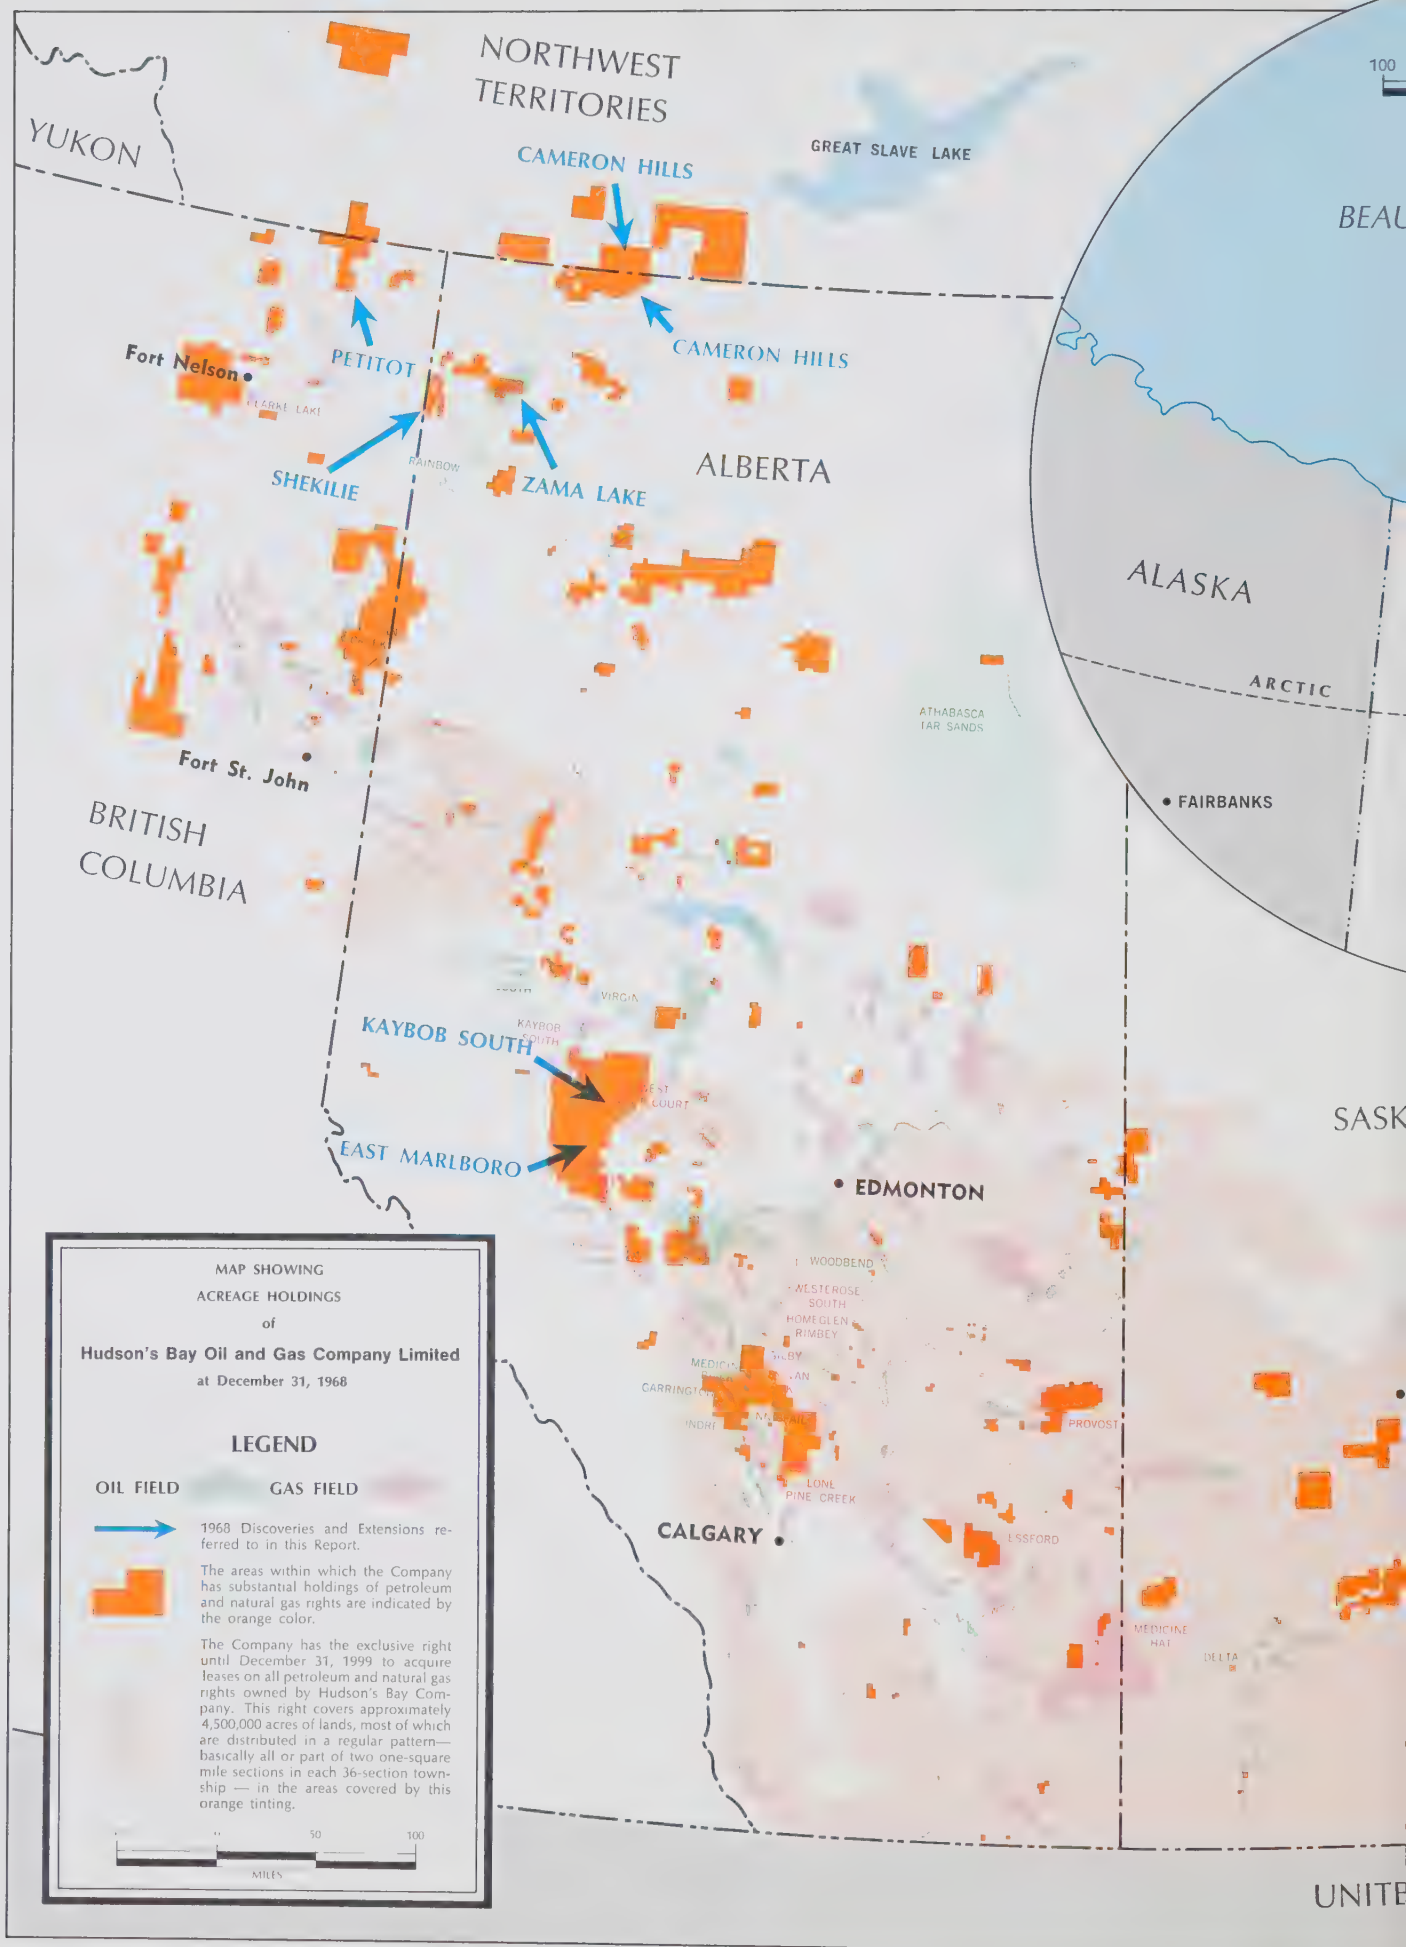 NORTHWEST
TERRITORIES
YUKON
CAMERON HILLS
GREAT SLAVE LAKE
100
BEAU
CAMERON HILLS
PETITOT
Fort Nelson
CLARKE LAKE
SHEKILIE
RAINBOW
ZAMA LAKE
ALBERTA
ALASKA
ARCTIC
ATHABASCA
TAR SANDS
Fort St. John
FAIRBANKS
BRITISH
COLUMBIA
VIRGIN
KAYBOB
SOUTH
KAYBOB SOUTH
COURT
EAST MARLBORO
EDMONTON
SASK
WOODBEND
WESTEROSE
SOUTH
HOMEGLEN
RIMBEY
MEDICINE
CARRINGTON
PROVOST
LONE
PINE CREEK
CALGARY
ESSFORD
MEDICINE
HAT
DELTA
UNITE
MAP SHOWING
ACREAGE HOLDINGS
of
Hudson's Bay Oil and Gas Company Limited
at December 31, 1968
LEGEND
OIL FIELD GAS FIELD
1968 Discoveries and Extensions re-
ferred to in this Report.
The areas within which the Company
has substantial holdings of petroleum
and natural gas rights are indicated by
the orange color.
The Company has the exclusive right
until December 31, 1999 to acquire
leases on all petroleum and natural gas
rights owned by Hudson's Bay Com-
pany. This right covers approximately
4,500,000 acres of lands, most of which
are distributed in a regular pattern—
basically all or part of two one-square
mile sections in each 36-section town-
ship — in the areas covered by this
orange tinting.
50 100
MILES